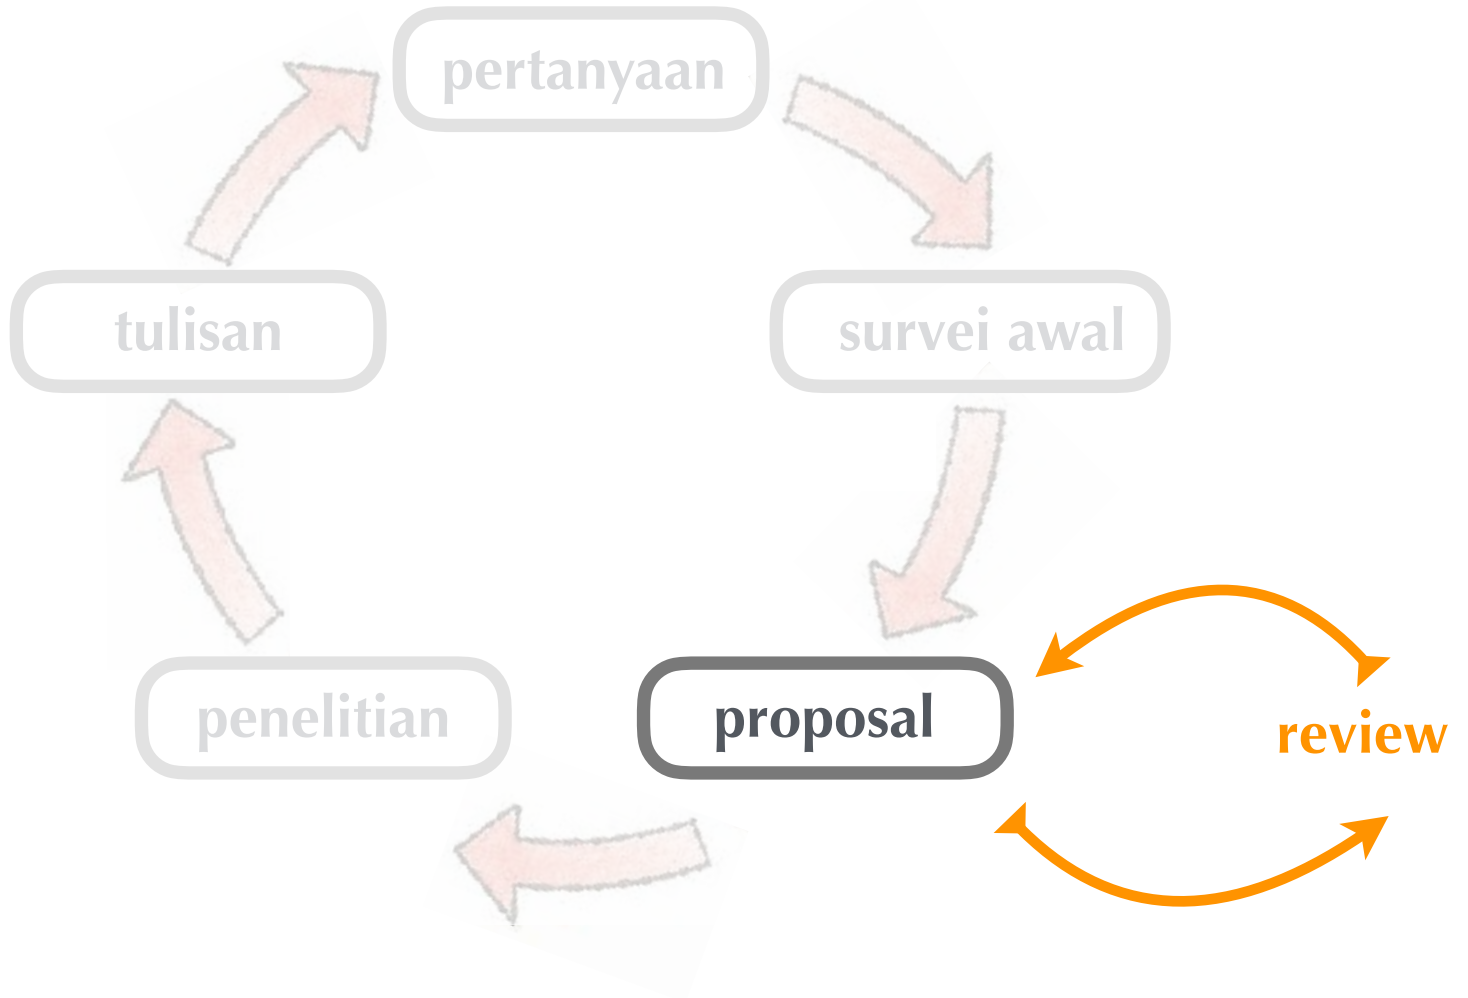 pertanyaan
tulisan
survei awal
penelitian
proposal
review